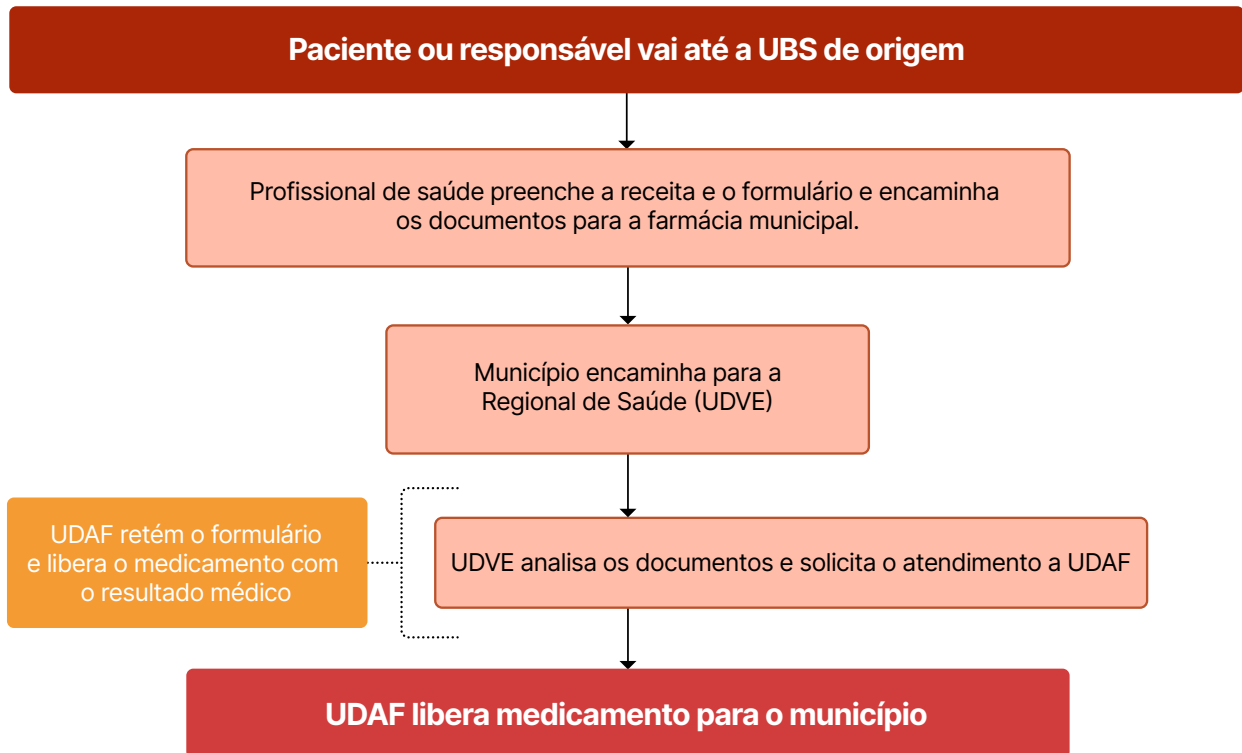 Paciente ou responsável vai até a UBS de origem
Profissional de saúde preenche a receita e o formulário e encaminha
os documentos para a farmácia municipal.
Município encaminha para a
Regional de Saúde (UDVE)
UDAF retém o formulário
e libera o medicamento com
o resultado médico
UDVE analisa os documentos e solicita o atendimento a UDAF
UDAF libera medicamento para o município